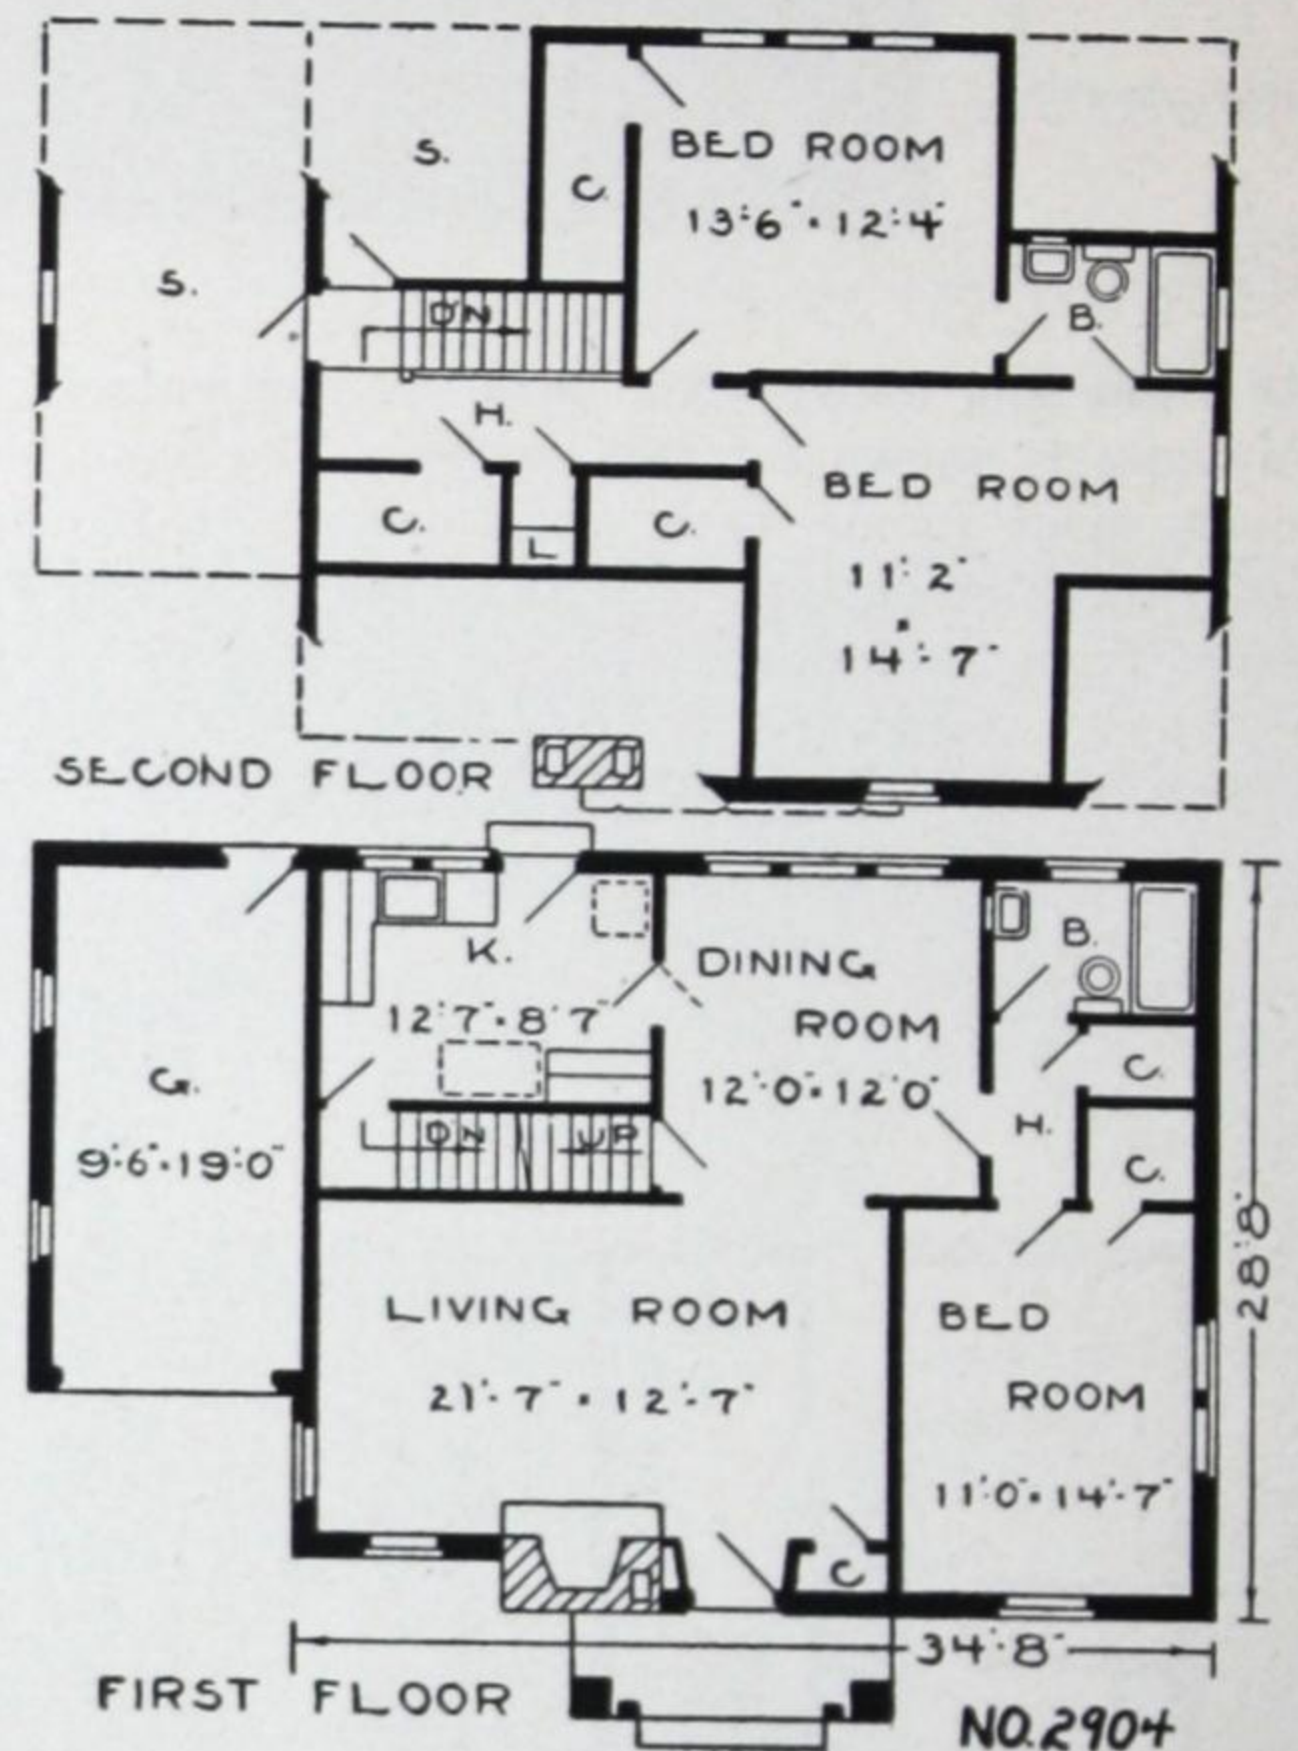 S.
C.
BED ROOM
13'-6" • 12'-4"
S.
DN
B.
H.
BED ROOM
C.
L
C.
11'-2"
•
14'-7"
SECOND FLOOR
K.
DINING
B.
12'7" • 8'7"
ROOM
G.
12'-0" • 12'0"
C.
DN
UP
H.
9'-6" • 19'-0"
C.
28'-8"
LIVING ROOM
BED
21'-7" • 12'-7"
ROOM
11'-0" • 14'-7"
C
34'-8"
FIRST FLOOR
NO. 2904